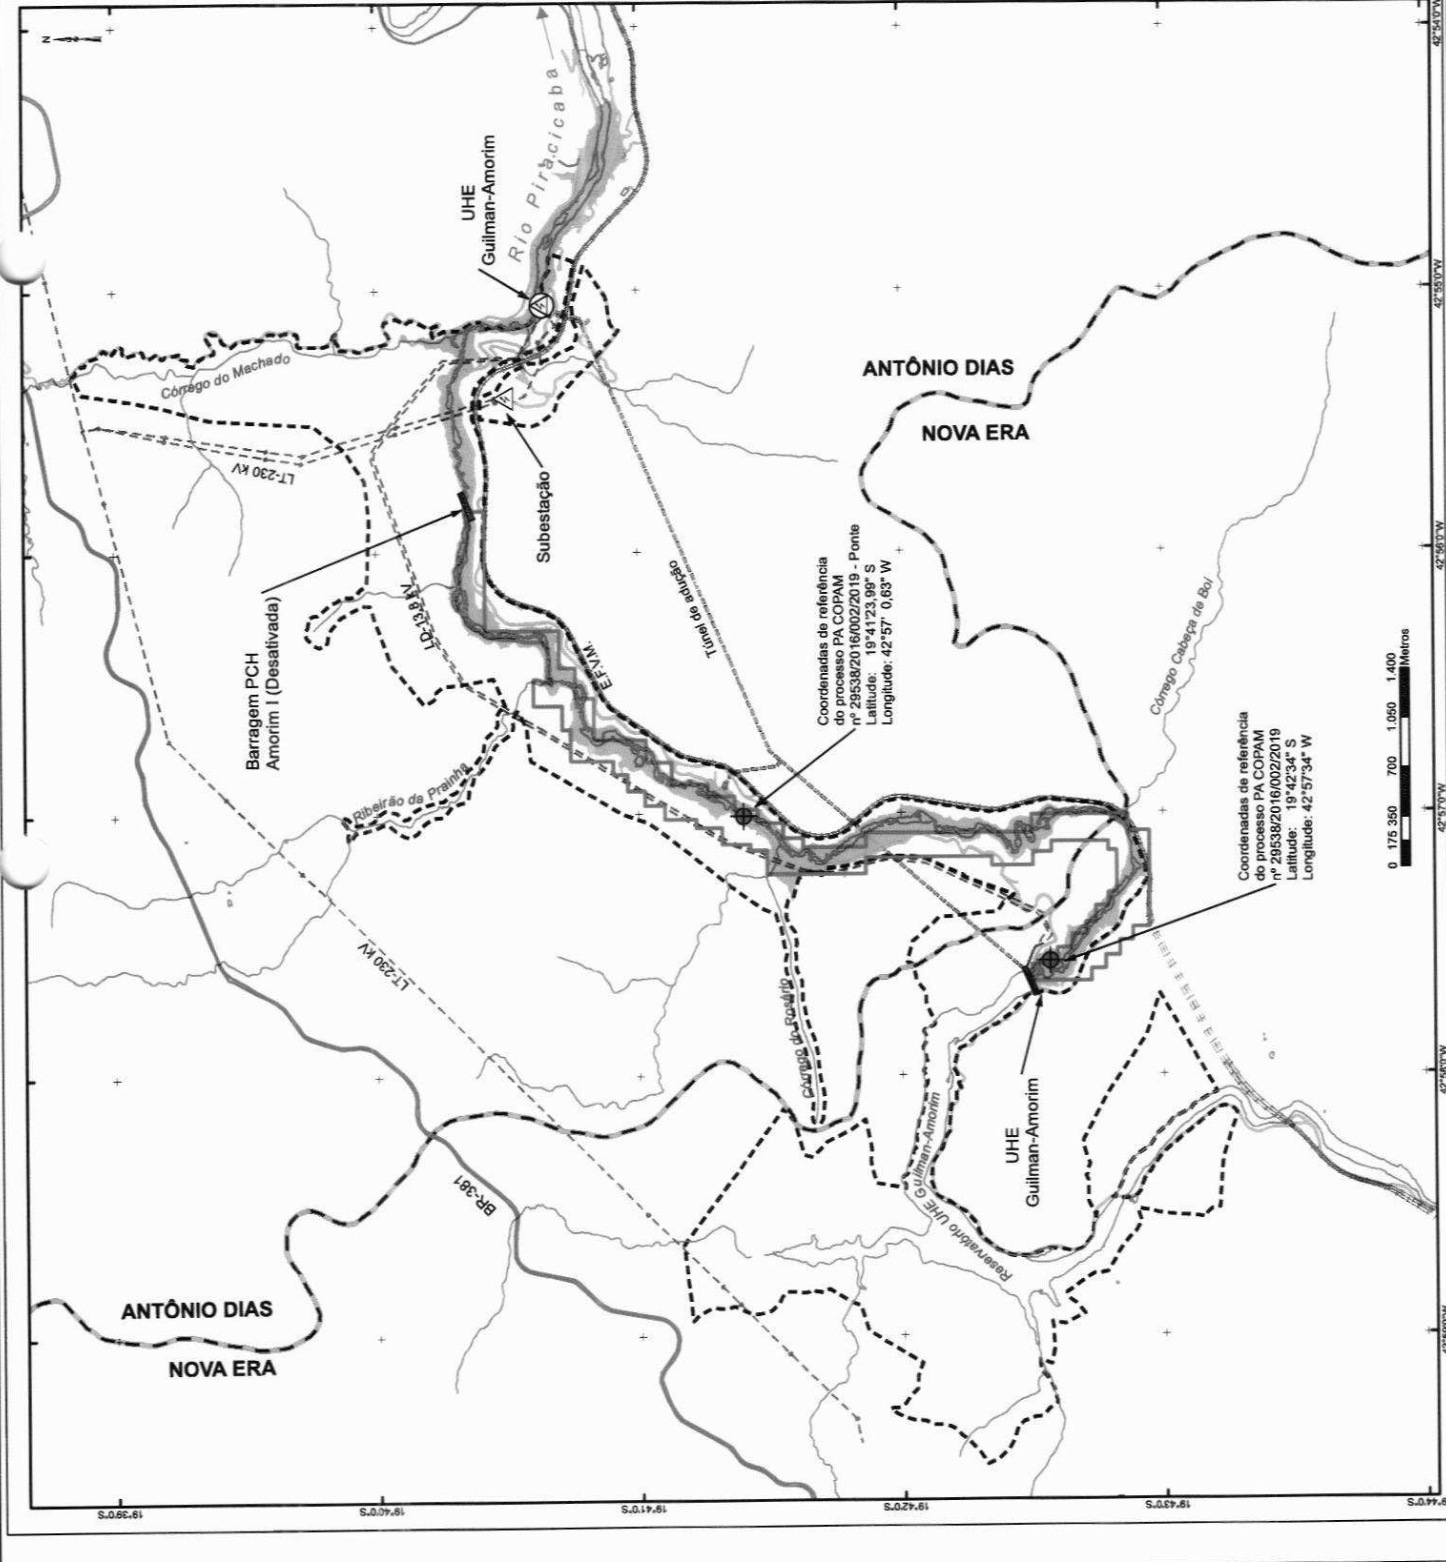 N
Rio Piracicaba
UHE
Guilman-Amorim
Córrego do Machado
LT-230 kV
ANTÔNIO DIAS
NOVA ERA
Subestação
Barragem PCH
Amorim I (Desativada)
LD-13,8 kV
E.F.V.M.
Túnel de adução
Coordenadas de referência
do processo PA COPAM
nº 29538/2016/002/2019 - Ponte
Latitude: 19°41'23,99" S
Longitude: 42°57' 0,63" W
Córrego Cabeça de Boi
Ribeirão da Prainha
Coordenadas de referência
do processo PA COPAM
nº 29538/2016/002/2019
Latitude: 19°42'34" S
Longitude: 42°57'34" W
0 175 350 700 1.050 1.400
Metros
LT-230 kV
Córrego do Rosário
UHE
Guilman-Amorim
Reservatório UHE Guilman-Amorim
BR-381
ANTÔNIO DIAS
NOVA ERA
19°39'0"S
19°40'0"S
19°41'0"S
19°42'0"S
19°43'0"S
42°54'0"W
42°55'0"W
42°56'0"W
42°57'0"W